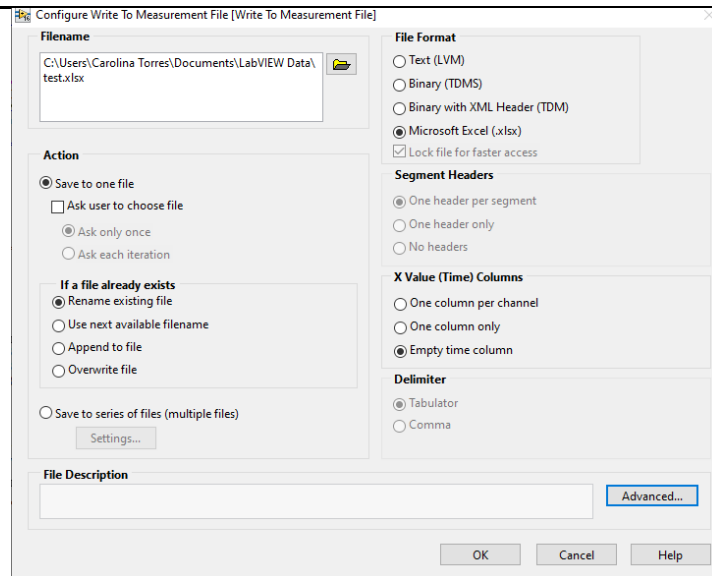 Configure Write To Measurement File [Write To Measurement File]
Filename
C:\Users\Carolina Torres\Documents\LabVIEW Data\
test.xlsx
Action
Save to one file
Ask user to choose file
Ask only once
Ask each iteration
If a file already exists
Rename existing file
Use next available filename
Append to file
Overwrite file
Save to series of files (multiple files)
Settings...
File Format
Text (LVM)
Binary (TDMS)
Binary with XML Header (TDM)
Microsoft Excel (.xlsx)
Lock file for faster access
Segment Headers
One header per segment
One header only
No headers
X Value (Time) Columns
One column per channel
One column only
Empty time column
Delimiter
Tabulator
Comma
File Description
Advanced...
OK
Cancel
Help